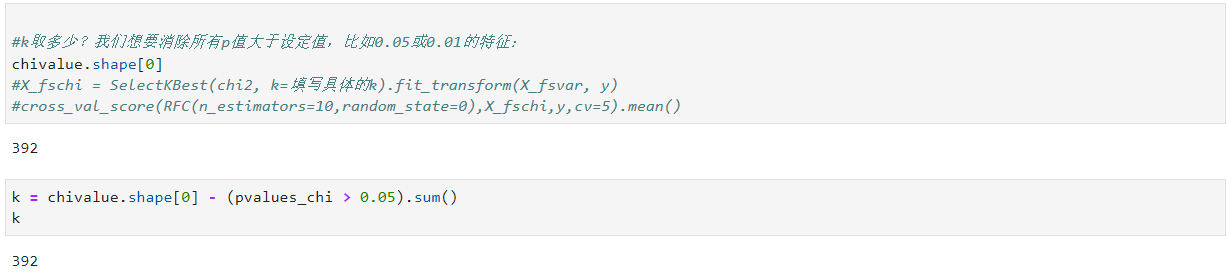 #k取多少？我们想要消除所有p值大于设定值，比如0.05或0.01的特征：
chivalue.shape[0]
#X_fschi = SelectKBest(chi2, k=填写具体的k).fit_transform(X_fsvar, y)
#cross_val_score(RFC(n_estimators=10,random_state=0),X_fschi,y,cv=5).mean()
392
k = chivalue.shape[0] - (pvalues_chi > 0.05).sum()
k
392